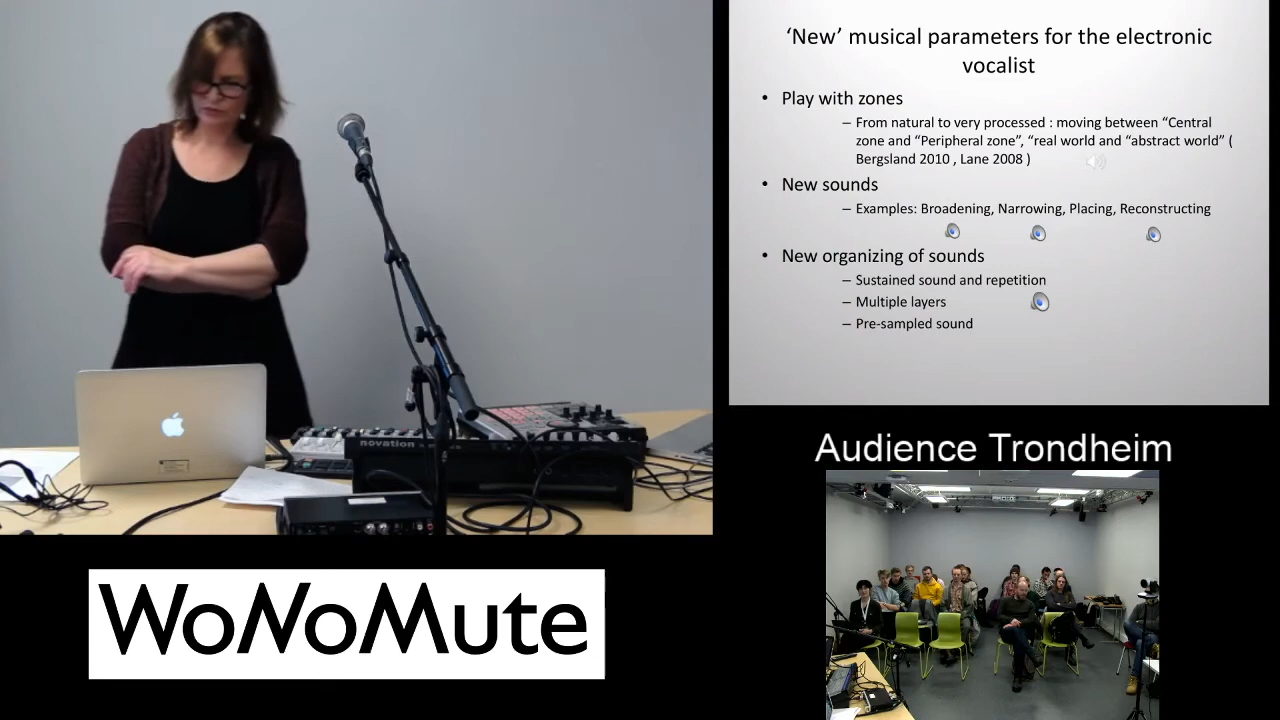 ‘New’ musical parameters for the electronic
vocalist
• Play with zones
– From natural to very processed : moving between “Central
zone and “Peripheral zone”, “real world and “abstract world” (
Bergsland 2010 , Lane 2008 )
• New sounds
– Examples: Broadening, Narrowing, Placing, Reconstructing
• New organizing of sounds
– Sustained sound and repetition
– Multiple layers
– Pre-sampled sound
novation
Audience Trondheim
WoNoMute